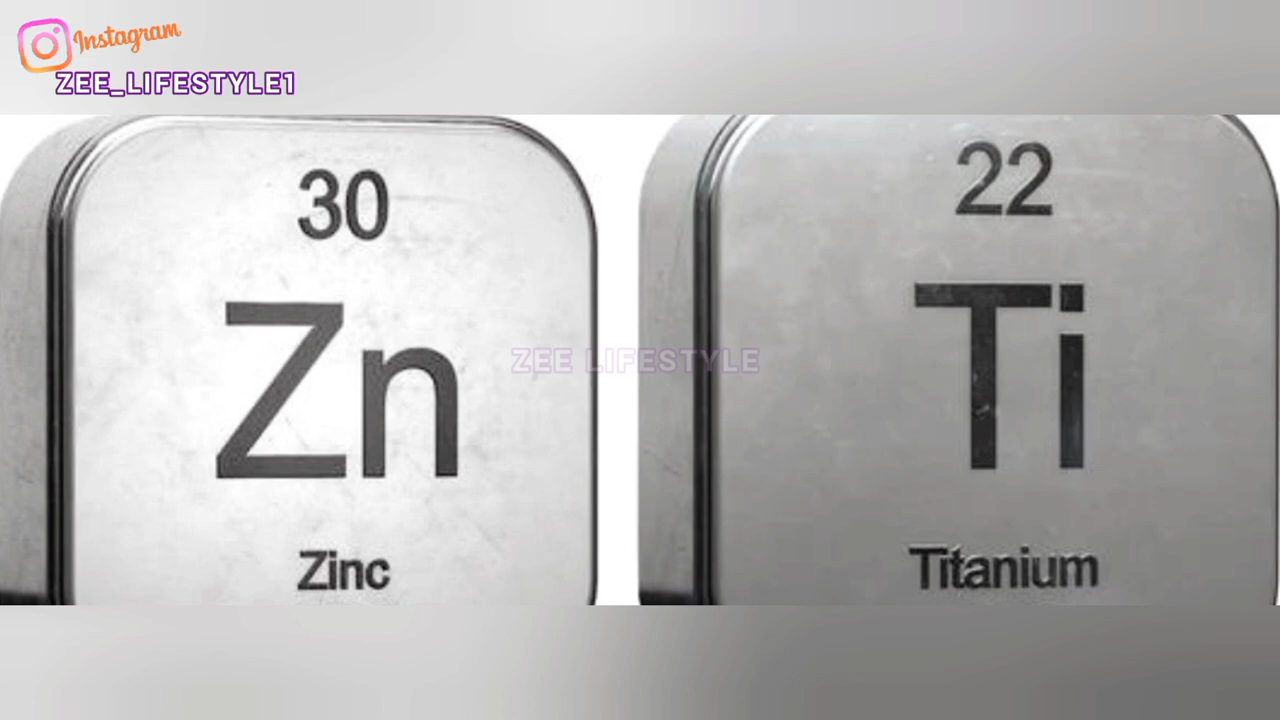 Instagram
ZEE_LIFESTYLE1
30
Zn
Zinc
22
Ti
Titanium
ZEE LIFESTYLE